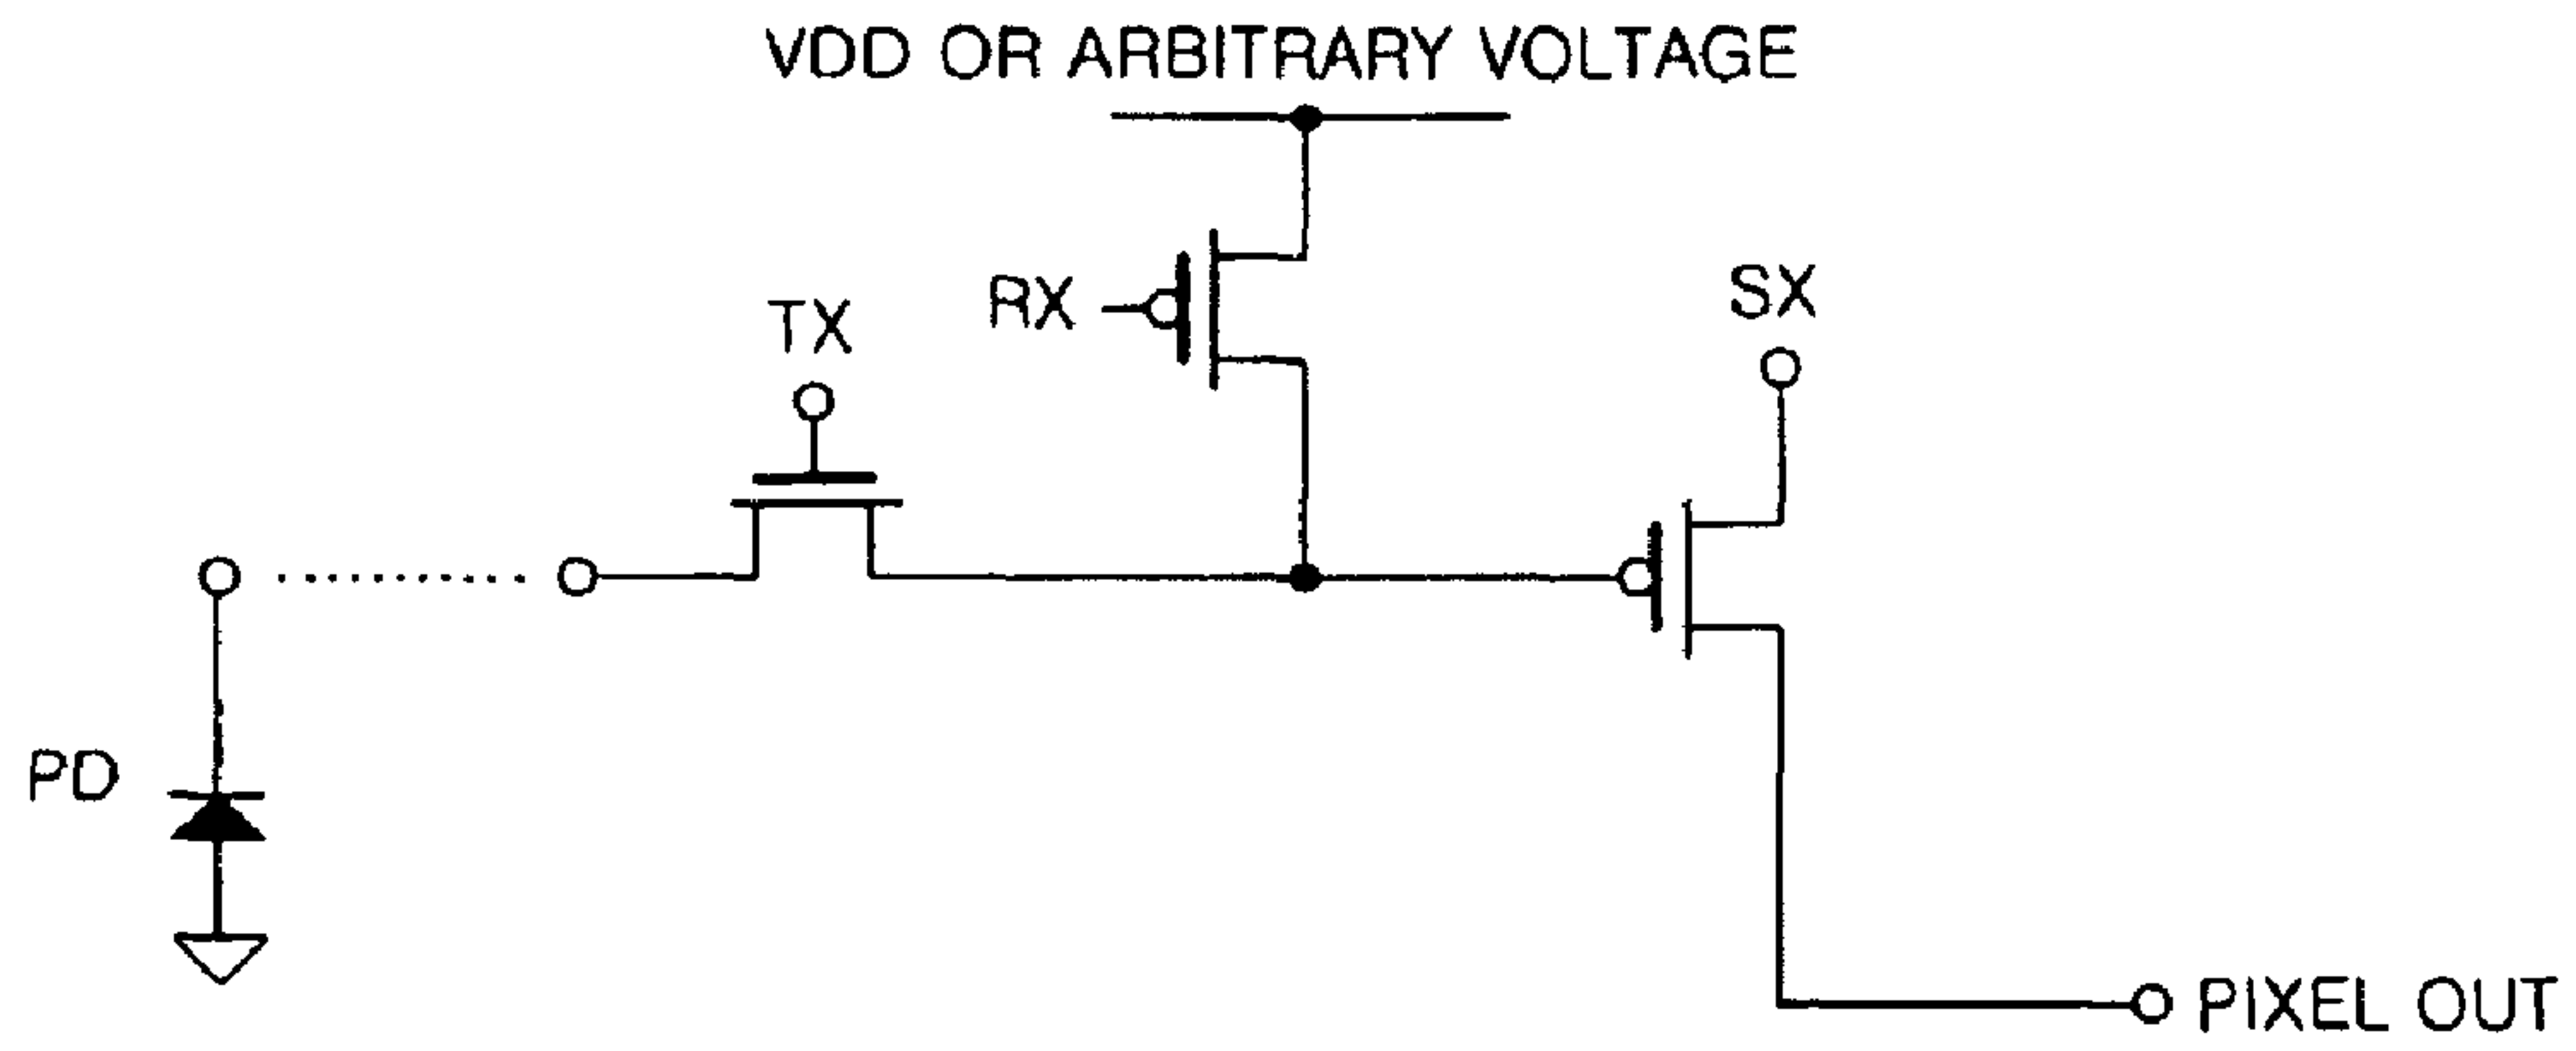 VDD OR ARBITRARY VOLTAGE
RX
SX
TX
PD
PIXEL OUT